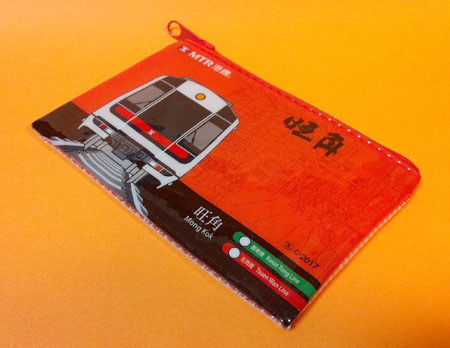 MTR 港鐵
旺角
旺角
Mong Kok
觀塘綫 Kwun Tong Line
荃灣綫 Tsuen Wan Line
© 2017